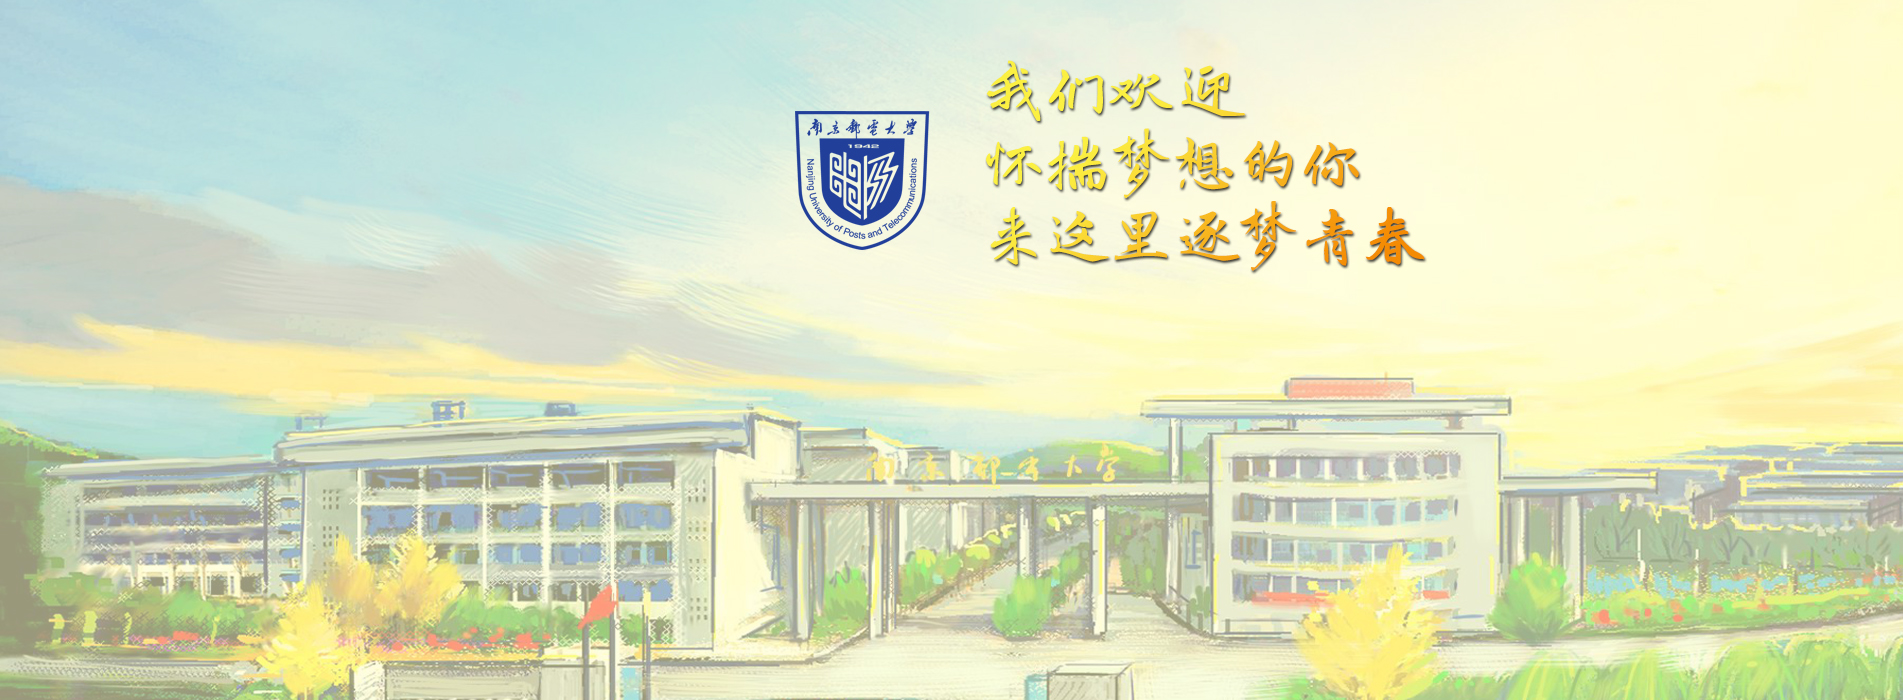 我们欢迎
怀揣梦想的你
来这里逐梦青春
南京邮电大学
1942
Nanjing University of Posts and Telecommunications
南京邮电大学